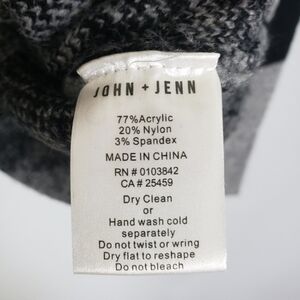 JOHN + JENN
77%Acrylic
20% Nylon
3% Spandex
MADE IN CHINA
RN # 0103842
CA # 25459
Dry Clean
or
Hand wash cold
separately
Do not twist or wring
Dry flat to reshape
Do not bleach